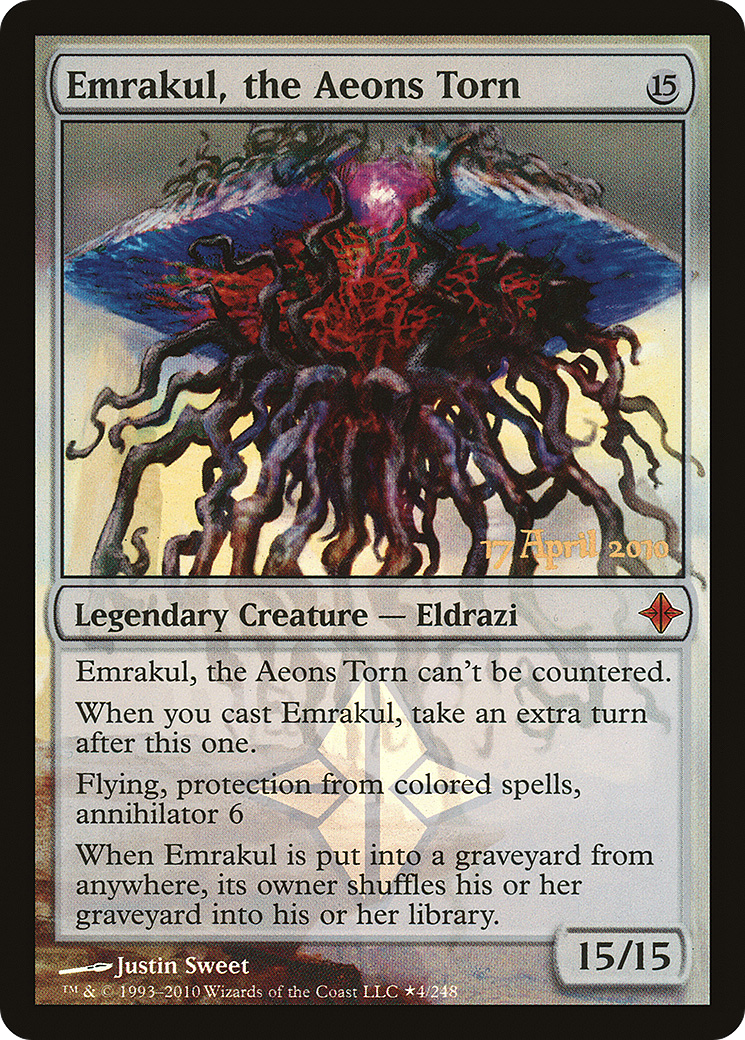 Emrakul, the Aeons Torn 15
17 April 2010
Legendary Creature — Eldrazi
Emrakul, the Aeons Torn can't be countered.
When you cast Emrakul, take an extra turn
after this one.
Flying, protection from colored spells,
annihilator 6
When Emrakul is put into a graveyard from
anywhere, its owner shuffles his or her
graveyard into his or her library.
15/15
Justin Sweet
™ & © 1993–2010 Wizards of the Coast LLC ★4/248